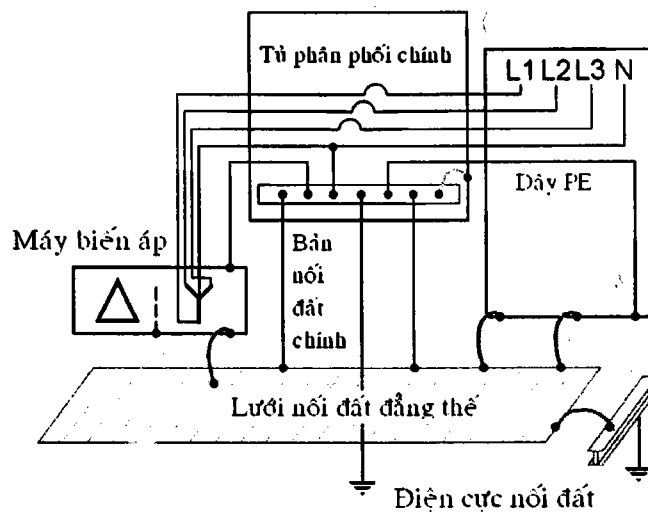 Tủ phân phối chính
L1 L2 L3 N
Dây PE
Máy biến áp
Bản
nối
đất
chính
Lưới nối đất đẳng thế
Điện cực nối đất